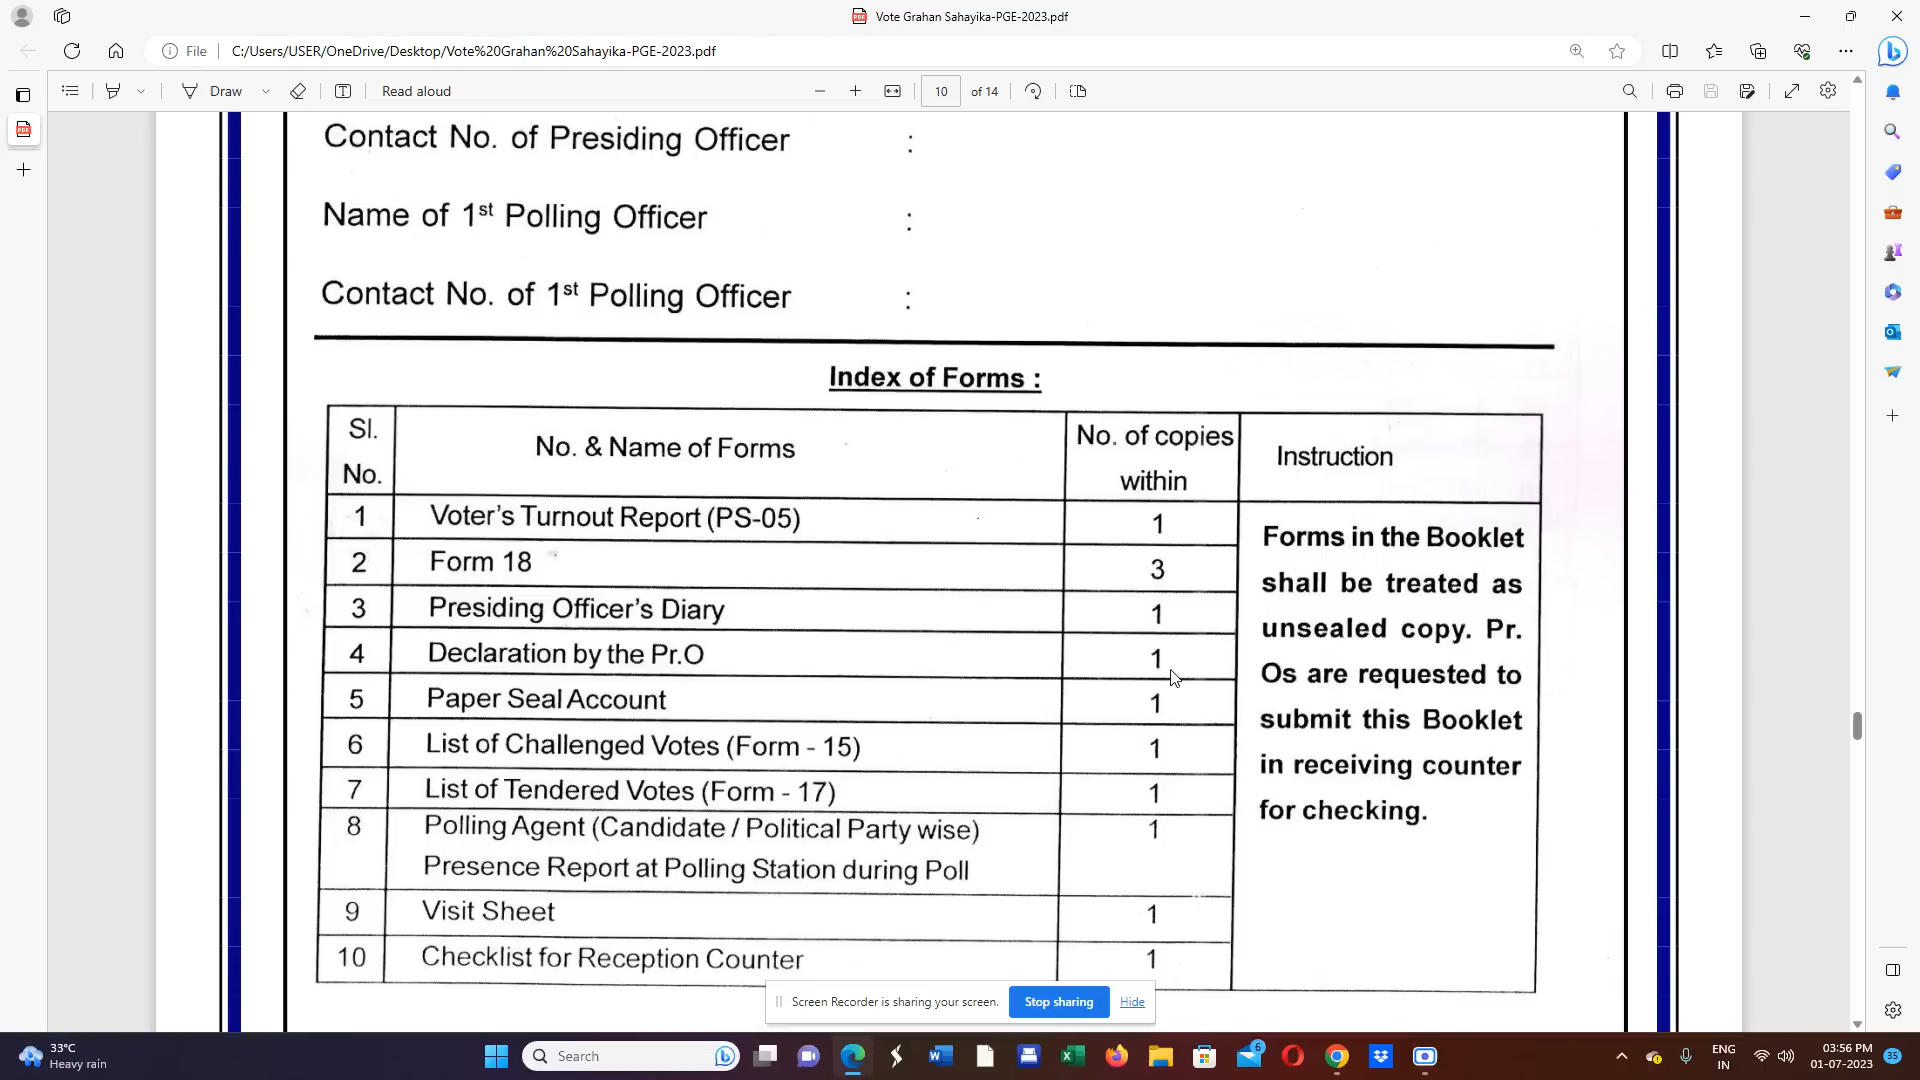 Vote Grahan Sahayika-PGE-2023.pdf
File
C:/Users/USER/OneDrive/Desktop/Vote%20Grahan%20Sahayika-PGE-2023.pdf
Draw
Read aloud
10 of 14
Contact No. of Presiding Officer :
Name of 1st Polling Officer :
Contact No. of 1st Polling Officer :
Index of Forms :
Sl. No. No. & Name of Forms No. of copies within Instruction
1 Voter's Turnout Report (PS-05) 1
2 Form 18 3
3 Presiding Officer's Diary 1
4 Declaration by the Pr.O 1
5 Paper Seal Account 1
6 List of Challenged Votes (Form - 15) 1
7 List of Tendered Votes (Form - 17) 1
8 Polling Agent (Candidate / Political Party wise) 1
Presence Report at Polling Station during Poll
9 Visit Sheet 1
10 Checklist for Reception Counter 1
Forms in the Booklet
shall be treated as
unsealed copy. Pr.
Os are requested to
submit this Booklet
in receiving counter
for checking.
Screen Recorder is sharing your screen. Stop sharing Hide
33°C
Heavy rain
Search
6
ENG
IN
03:56 PM
01-07-2023
35